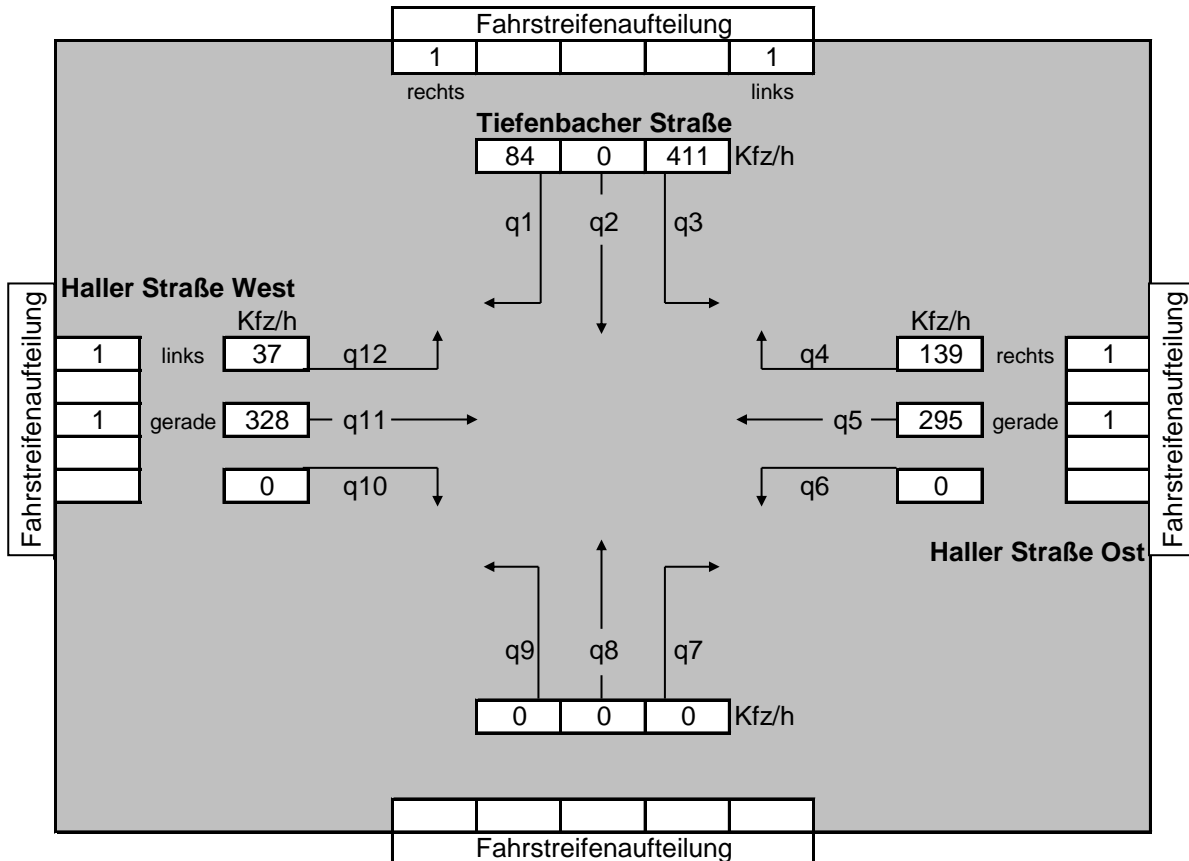 Fahrstreifenaufteilung
1 1
rechts links
Tiefenbacher Straße
84 0 411 Kfz/h
q1 q2 q3
Haller Straße West
Kfz/h Kfz/h
1 links 37 q12 q4 139 rechts 1
1 gerade 328 q11 q5 295 gerade 1
0 q10 q6 0
Fahrstreifenaufteilung
Fahrstreifenaufteilung
Haller Straße Ost
q9 q8 q7
0 0 0 Kfz/h
Fahrstreifenaufteilung